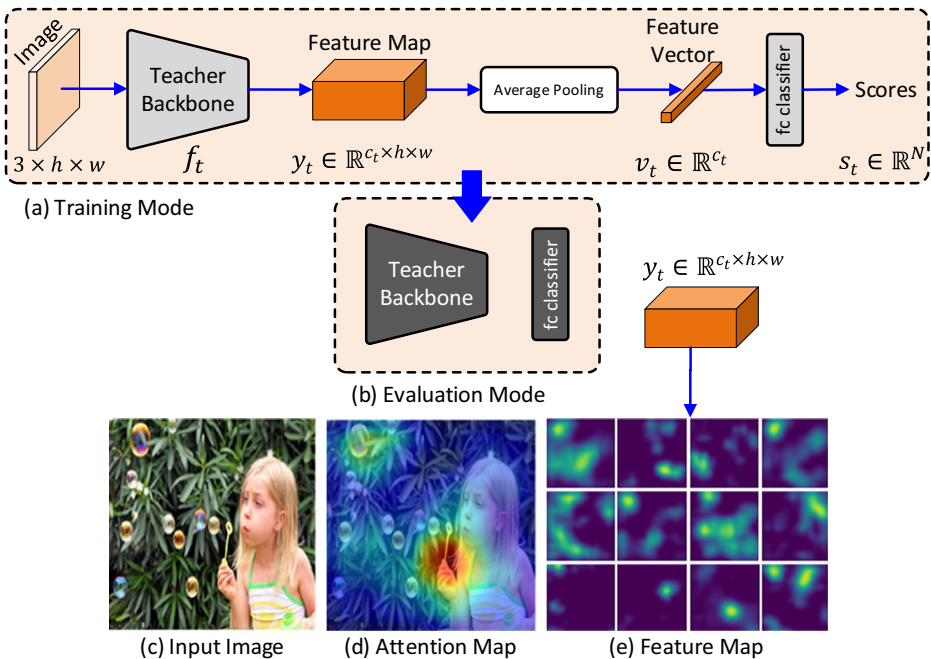 Image
Teacher
Backbone
Feature Map
Average Pooling
Feature
Vector
fc classifier
Scores
3 × h × w
f_t
y_t ∈ ℝ^{c_t×h×w}
v_t ∈ ℝ^{c_t}
s_t ∈ ℝ^N
(a) Training Mode
Teacher
Backbone
fc classifier
y_t ∈ ℝ^{c_t×h×w}
(b) Evaluation Mode
(c) Input Image
(d) Attention Map
(e) Feature Map